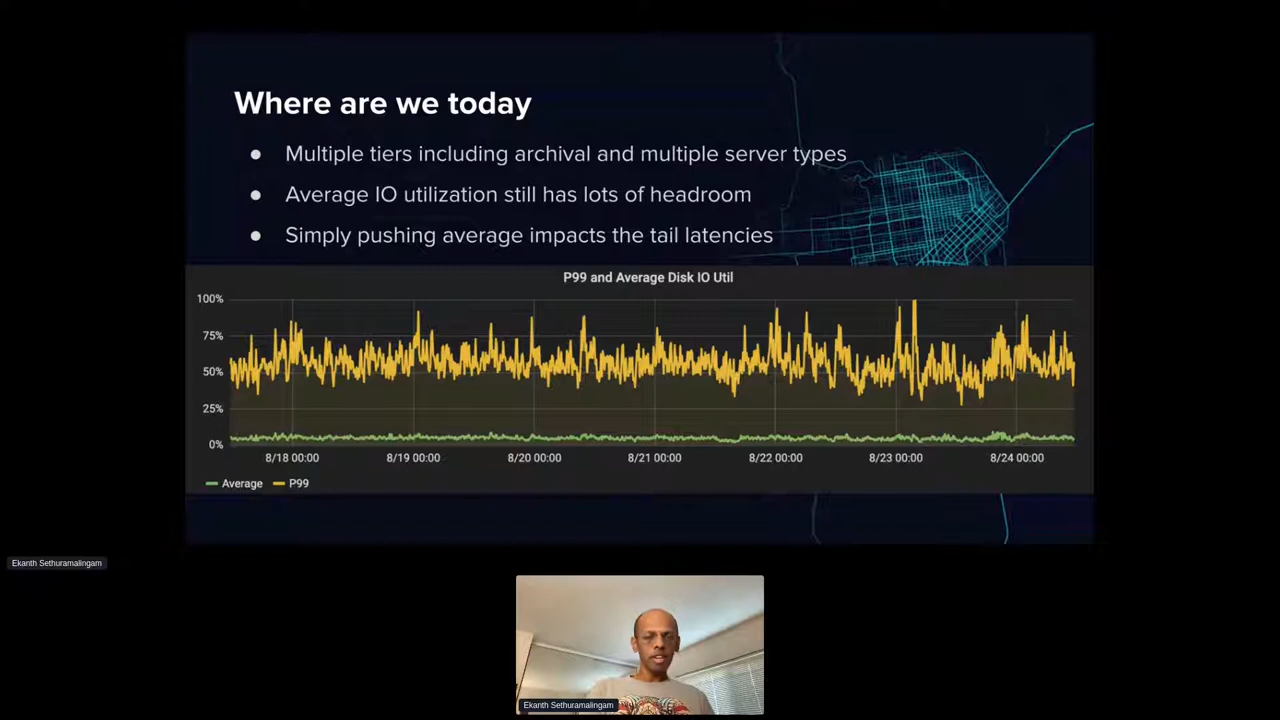 Where are we today
● Multiple tiers including archival and multiple server types
● Average IO utilization still has lots of headroom
● Simply pushing average impacts the tail latencies
P99 and Average Disk IO Util
100%
75%
50%
25%
0%
8/18 00:00 8/19 00:00 8/20 00:00 8/21 00:00 8/22 00:00 8/23 00:00 8/24 00:00
Average P99
Ekanth Sethuramalingam
Ekanth Sethuramalingam